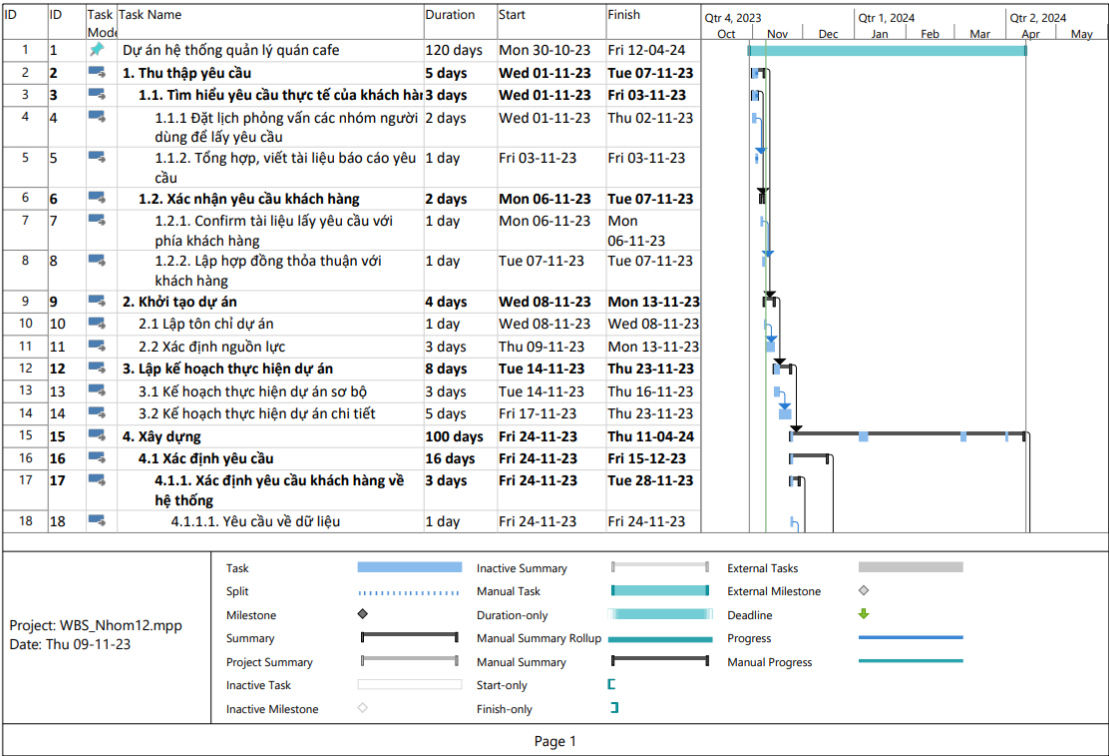 ID ID Task Mode Task Name Duration Start Finish Qtr 4, 2023 Qtr 1, 2024 Qtr 2, 2024
Oct Nov Dec Jan Feb Mar Apr May
1 1 Dự án hệ thống quản lý quán cafe 120 days Mon 30-10-23 Fri 12-04-24
2 2 1. Thu thập yêu cầu 5 days Wed 01-11-23 Tue 07-11-23
3 3 1.1. Tìm hiểu yêu cầu thực tế của khách hàn 3 days Wed 01-11-23 Fri 03-11-23
4 4 1.1.1 Đặt lịch phỏng vấn các nhóm người 2 days Wed 01-11-23 Thu 02-11-23
dùng để lấy yêu cầu
5 5 1.1.2. Tổng hợp, viết tài liệu báo cáo yêu 1 day Fri 03-11-23 Fri 03-11-23
cầu
6 6 1.2. Xác nhận yêu cầu khách hàng 2 days Mon 06-11-23 Tue 07-11-23
7 7 1.2.1. Confirm tài liệu lấy yêu cầu với 1 day Mon 06-11-23 Mon
phía khách hàng 06-11-23
8 8 1.2.2. Lập hợp đồng thỏa thuận với 1 day Tue 07-11-23 Tue 07-11-23
khách hàng
9 9 2. Khởi tạo dự án 4 days Wed 08-11-23 Mon 13-11-23
10 10 2.1 Lập tôn chỉ dự án 1 day Wed 08-11-23 Wed 08-11-23
11 11 2.2 Xác định nguồn lực 3 days Thu 09-11-23 Mon 13-11-23
12 12 3. Lập kế hoạch thực hiện dự án 8 days Tue 14-11-23 Thu 23-11-23
13 13 3.1 Kế hoạch thực hiện dự án sơ bộ 3 days Tue 14-11-23 Thu 16-11-23
14 14 3.2 Kế hoạch thực hiện dự án chi tiết 5 days Fri 17-11-23 Thu 23-11-23
15 15 4. Xây dựng 100 days Fri 24-11-23 Thu 11-04-24
16 16 4.1 Xác định yêu cầu 16 days Fri 24-11-23 Fri 15-12-23
17 17 4.1.1. Xác định yêu cầu khách hàng về 3 days Fri 24-11-23 Tue 28-11-23
hệ thống
18 18 4.1.1.1. Yêu cầu về dữ liệu 1 day Fri 24-11-23 Fri 24-11-23
Project: WBS_Nhom12.mpp
Date: Thu 09-11-23
Task
Split
Milestone
Summary
Project Summary
Inactive Task
Inactive Milestone
Inactive Summary
Manual Task
Duration-only
Manual Summary Rollup
Manual Summary
Start-only
Finish-only
External Tasks
External Milestone
Deadline
Progress
Manual Progress
Page 1